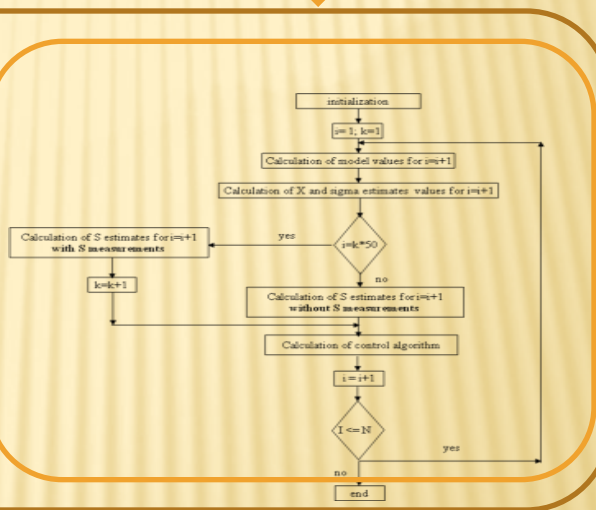 initialization
i= 1; k=1
Calculation of model values for i=i+1
Calculation of X and sigma estimates values for i=i+1
i=k*50
yes
Calculation of S estimates for i=i+1
with S measurements
k=k+1
no
Calculation of S estimates for i=i+1
without S measurements
Calculation of control algorithm
i = i+1
I <= N
yes
no
end